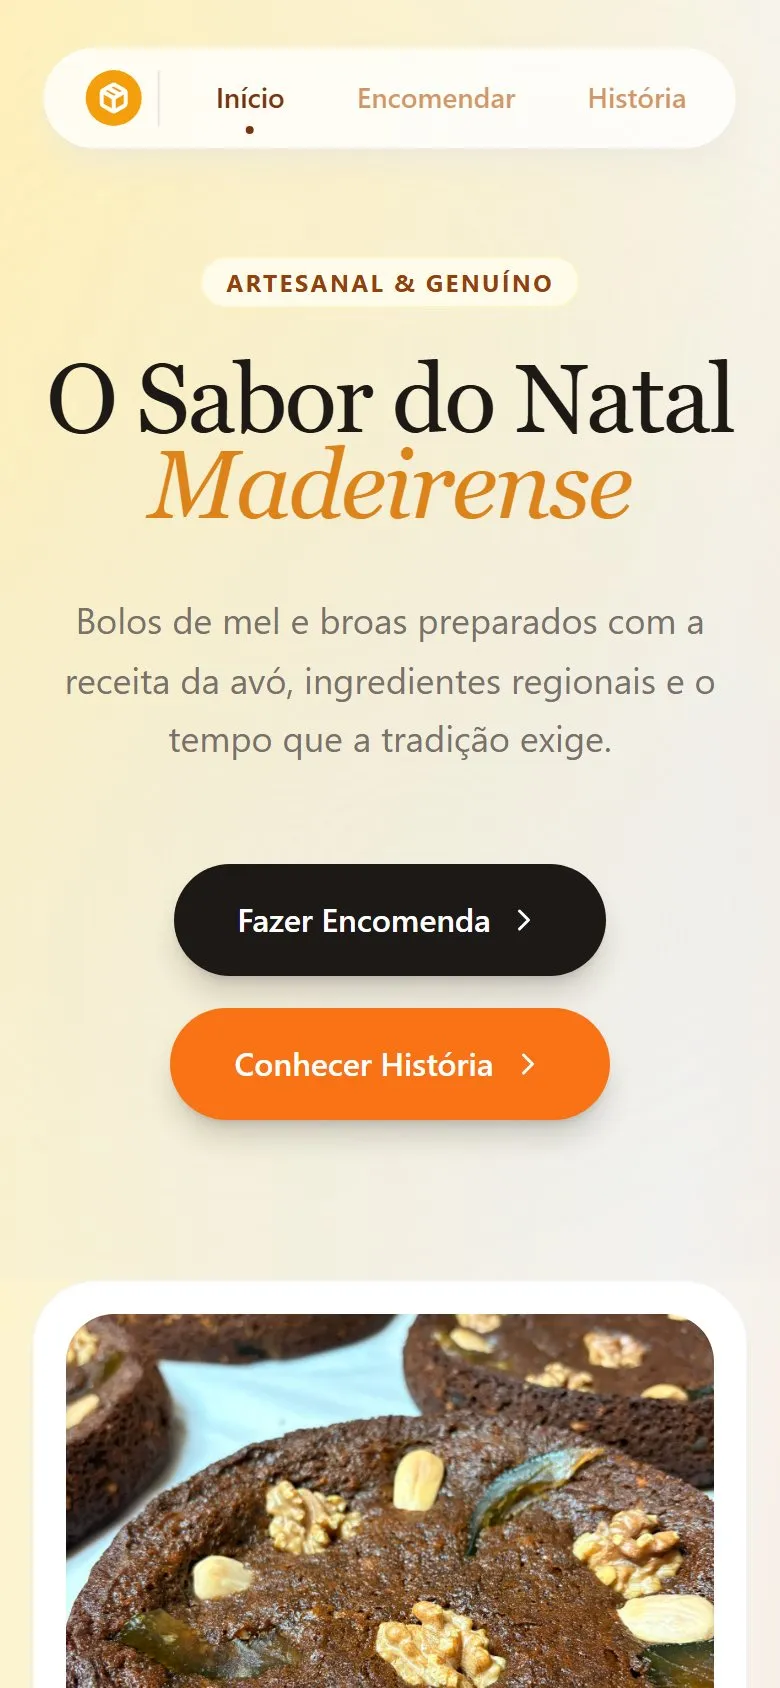 Início
Encomendar
História
ARTESANAL & GENUÍNO
O Sabor do Natal
Madeirense
Bolos de mel e broas preparados com a
receita da avó, ingredientes regionais e o
tempo que a tradição exige.
Fazer Encomenda
Conhecer História